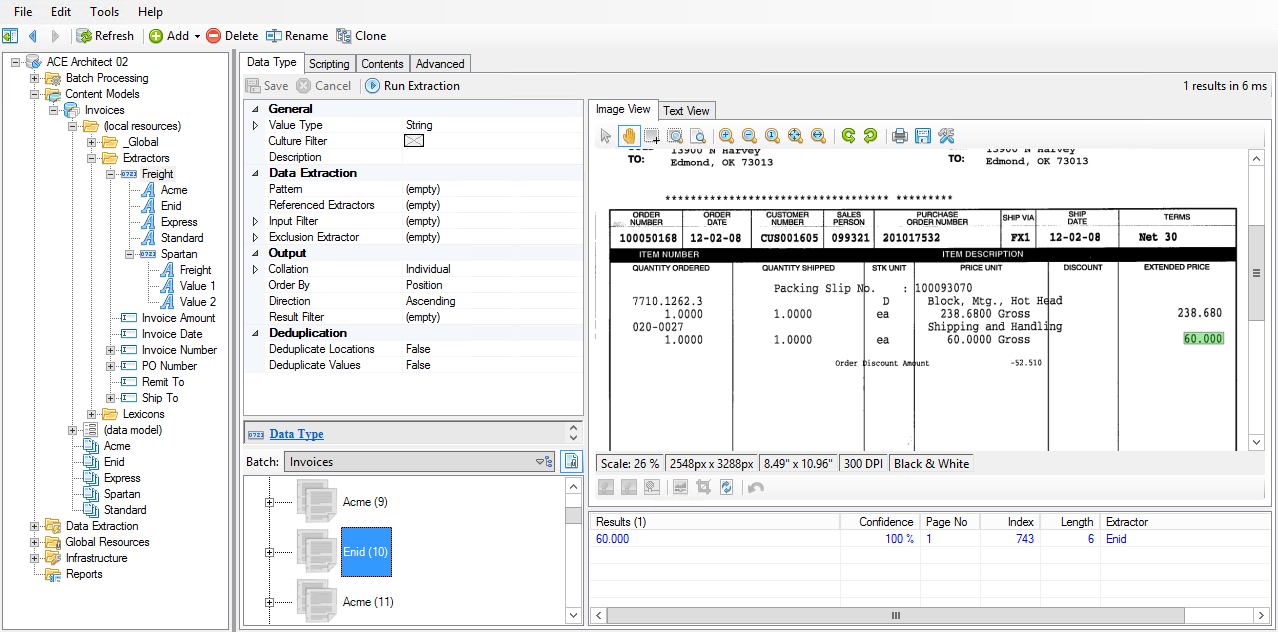 File Edit Tools Help
Refresh Add Delete Rename Clone
ACE Architect 02
Batch Processing
Content Models
Invoices
(local resources)
_Global
Extractors
Freight
Acme
Enid
Express
Standard
Spartan
Freight
Value 1
Value 2
Invoice Amount
Invoice Date
Invoice Number
PO Number
Remit To
Ship To
Lexicons
(data model)
Acme
Enid
Express
Spartan
Standard
Data Extraction
Global Resources
Infrastructure
Reports
Data Type Scripting Contents Advanced
Save Cancel Run Extraction 1 results in 6 ms
General
Value Type String
Culture Filter
Description
Data Extraction
Pattern (empty)
Referenced Extractors (empty)
Input Filter (empty)
Exclusion Extractor (empty)
Output
Collation Individual
Order By Position
Direction Ascending
Result Filter (empty)
Deduplication
Deduplicate Locations False
Deduplicate Values False
Data Type
Batch: Invoices
Acme (9)
Enid (10)
Acme (11)
Image View Text View
13900 N Harvey 13900 N Harvey
TO: Edmond, OK 73013 TO: Edmond, OK 73013
*********************************** *********
ORDER NUMBER ORDER DATE CUSTOMER NUMBER SALES PERSON PURCHASE ORDER NUMBER SHIP VIA SHIP DATE TERMS
100050168 12-02-08 CUS001605 099321 201017532 FX1 12-02-08 Net 30
ITEM NUMBER ITEM DESCRIPTION
QUANTITY ORDERED QUANTITY SHIPPED STK UNIT PRICE UNIT DISCOUNT EXTENDED PRICE
Packing Slip No. : 100093070
7710.1262.3 D Block, Mtg., Hot Head
1.0000 1.0000 ea 238.6800 Gross 238.680
020-0027 Shipping and Handling
1.0000 1.0000 ea 60.0000 Gross 60.000
Order Discount Amount -52.510
Scale: 26 % 2548px x 3288px 8.49" x 10.96" 300 DPI Black & White
Results (1) Confidence Page No Index Length Extractor
60.000 100 % 1 743 6 Enid